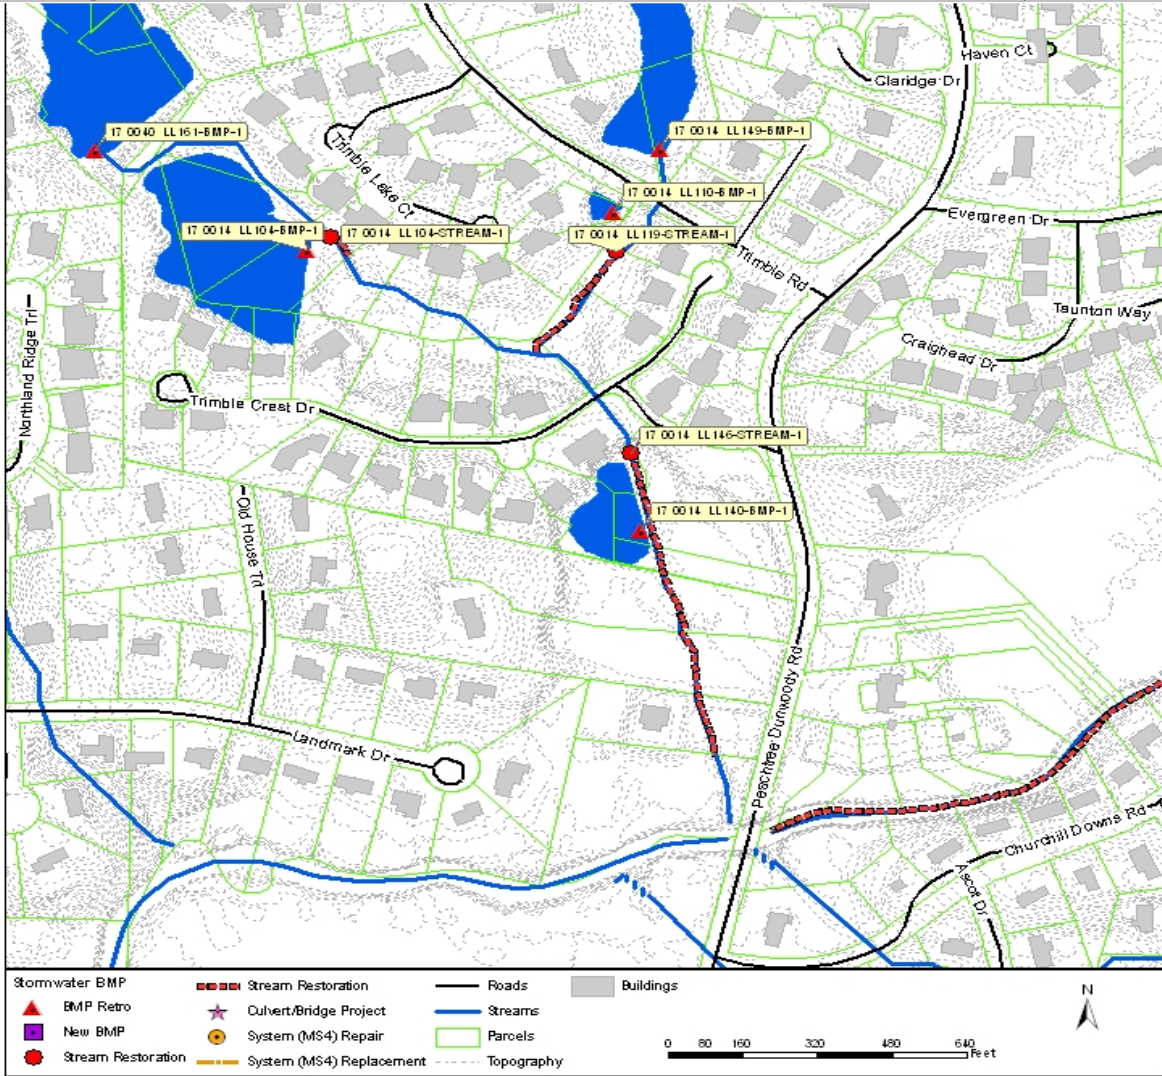 Haven Ct
Claridge Dr
17 0040 LL161-BMP-1
17 0014 LL149-BMP-1
Trimble Lake Ct
17 0014 LL110-BMP-1
Evergreen Dr
17 0014 LL104-BMP-1
17 0014 LL104-STREAM-1
17 0014 LL119-STREAM-1
Trimble Rd
Taunton Way
Northland Ridge Trl
Craighead Dr
Trimble Crest Dr
17 0014 LL146-STREAM-1
17 0014 LL140-BMP-1
Old House Trl
Peachtree Dunwoody Rd
Landmark Dr
Churchill Downs Rd
Ascot Dr
Stormwater BMP
BMP Retro
New BMP
Stream Restoration
Stream Restoration
Culvert/Bridge Project
System (MS4) Repair
System (MS4) Replacement
Roads
Streams
Parcels
Topography
Buildings
N
0 80 160 320 480 640
Feet